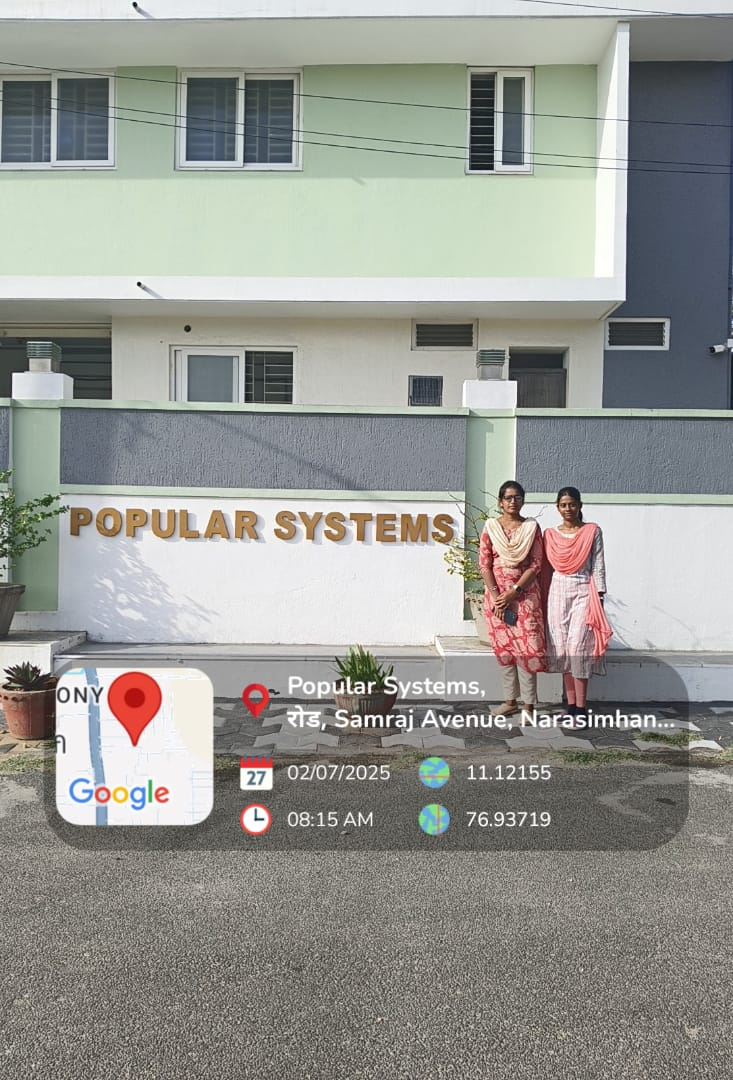 POPULAR SYSTEMS
ONY
Google
Popular Systems,
रोड, Samraj Avenue, Narasimhan...
27
02/07/2025
11.12155
08:15 AM
76.93719